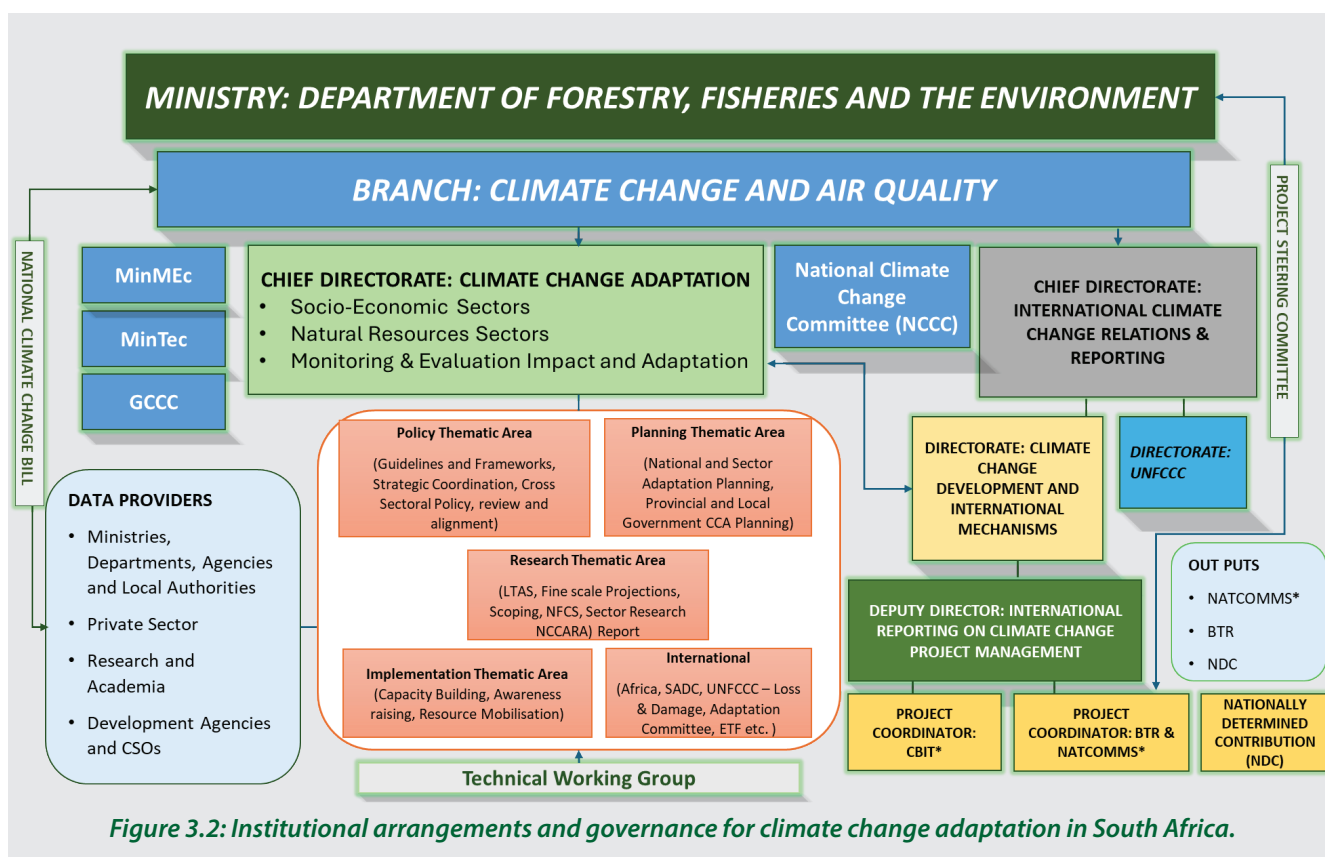 MINISTRY: DEPARTMENT OF FORESTRY, FISHERIES AND THE ENVIRONMENT
BRANCH: CLIMATE CHANGE AND AIR QUALITY
NATIONAL CLIMATE CHANGE BILL
PROJECT STEERING COMMITTEE
MinMEc
MinTec
GCCC
CHIEF DIRECTORATE: CLIMATE CHANGE ADAPTATION
• Socio-Economic Sectors
• Natural Resources Sectors
• Monitoring & Evaluation Impact and Adaptation
National Climate
Change
Committee (NCCC)
CHIEF DIRECTORATE:
INTERNATIONAL CLIMATE
CHANGE RELATIONS &
REPORTING
DATA PROVIDERS
• Ministries,
Departments, Agencies
and Local Authorities
• Private Sector
• Research and
Academia
• Development Agencies
and CSOs
Policy Thematic Area
(Guidelines and Frameworks,
Strategic Coordination, Cross
Sectoral Policy, review and
alignment)
Planning Thematic Area
(National and Sector
Adaptation Planning,
Provincial and Local
Government CCA Planning)
Research Thematic Area
(LTAS, Fine scale Projections,
Scoping, NFCS, Sector Research
NCCARA) Report
Implementation Thematic Area
(Capacity Building, Awareness
raising, Resource Mobilisation)
International
(Africa, SADC, UNFCCC – Loss
& Damage, Adaptation
Committee, ETF etc. )
Technical Working Group
DIRECTORATE: CLIMATE
CHANGE
DEVELOPMENT AND
INTERNATIONAL
MECHANISMS
DIRECTORATE:
UNFCCC
DEPUTY DIRECTOR: INTERNATIONAL
REPORTING ON CLIMATE CHANGE
PROJECT MANAGEMENT
OUT PUTS
• NATCOMMS*
• BTR
• NDC
PROJECT
COORDINATOR:
CBIT*
PROJECT
COORDINATOR: BTR &
NATCOMMS*
NATIONALLY
DETERMINED
CONTRIBUTION
(NDC)
Figure 3.2: Institutional arrangements and governance for climate change adaptation in South Africa.